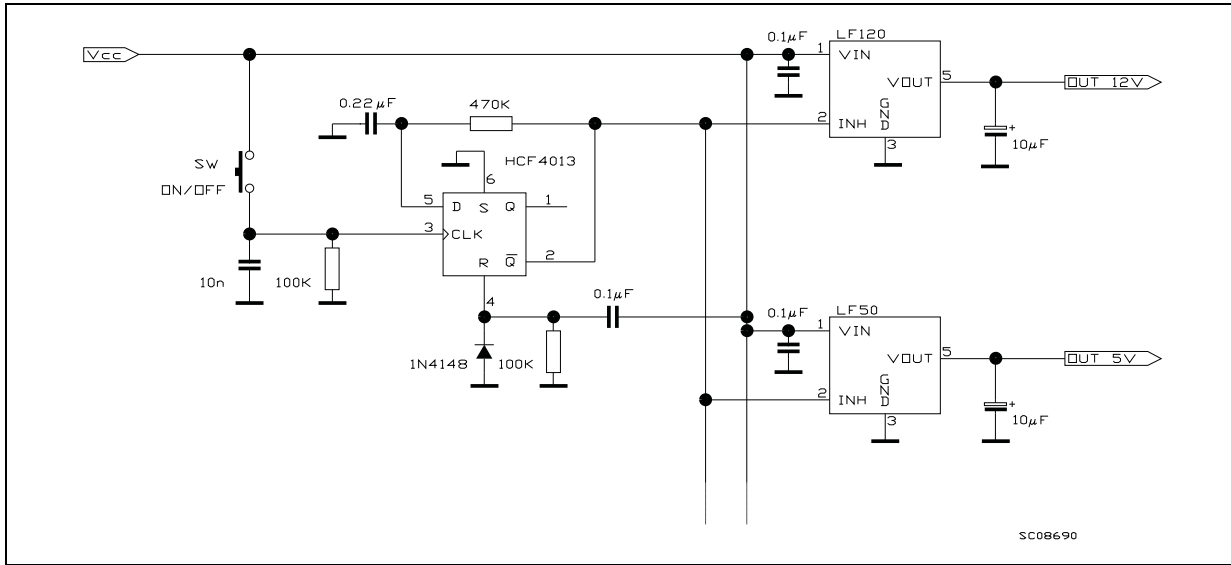 Vcc
0.1µF
LF120
1
VIN
VOUT
5
OUT 12V
GND
2
INH
3
+
10µF
0.22µF
470K
SW
ON/OFF
HCF4013
6
5
D
S
Q
1
3
CLK
R
Q̅
2
4
10n
100K
0.1µF
1N4148
100K
0.1µF
LF50
1
VIN
VOUT
5
OUT 5V
GND
2
INH
3
+
10µF
SC08690